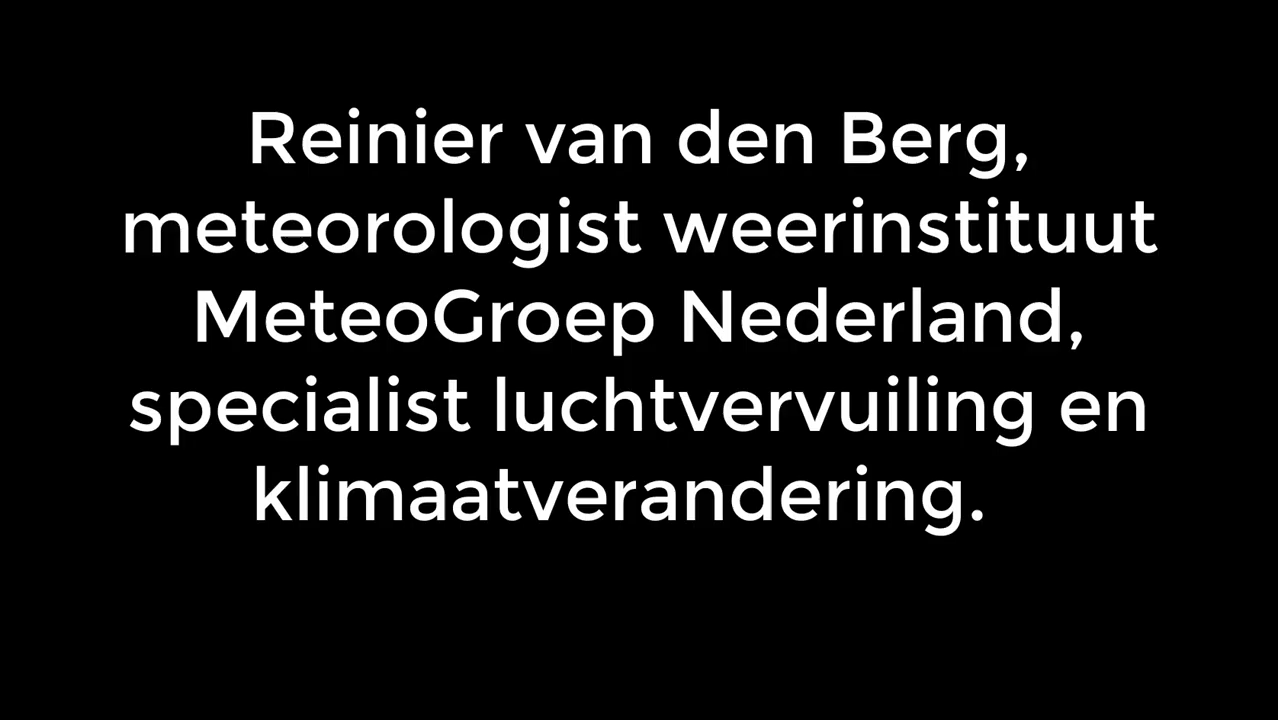 Reinier van den Berg,
meteorologist weerinstituut
MeteoGroep Nederland,
specialist luchtvervuiling en
klimaatverandering.